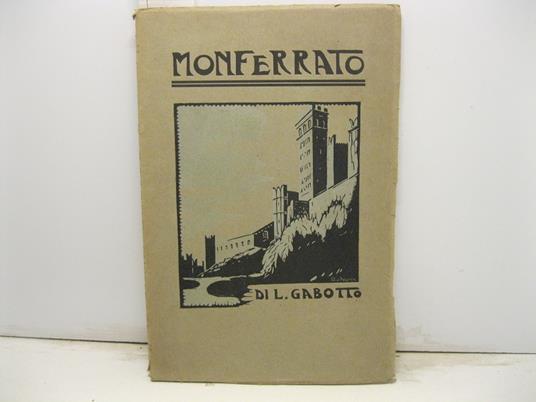 MONFERRATO
DI L. GABOTTO